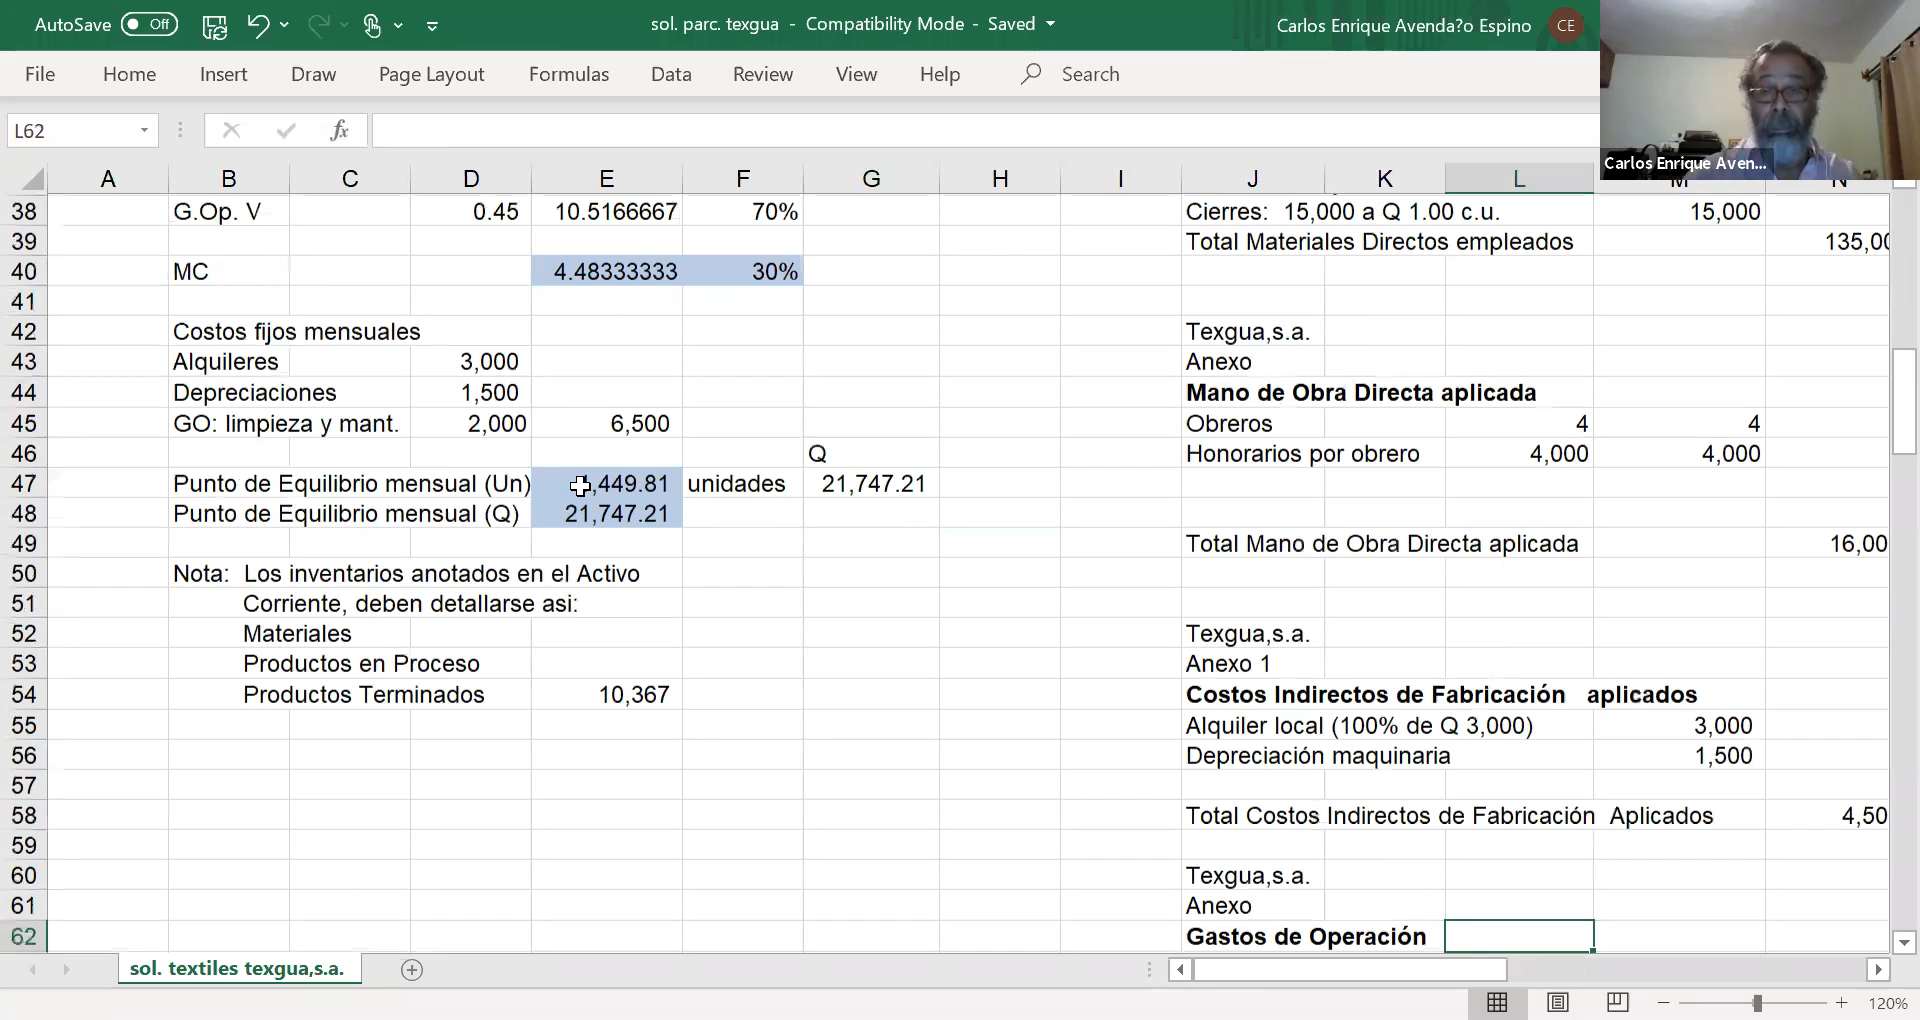 AutoSave Off sol. parc. texgua - Compatibility Mode - Saved Carlos Enrique Avenda?o Espino CE
File Home Insert Draw Page Layout Formulas Data Review View Help Search
L62 fx
Carlos Enrique Aven...
A B C D E F G H I J K L M N
38 G.Op. V 0.45 10.5166667 70% Cierres: 15,000 a Q 1.00 c.u. 15,000
39 Total Materiales Directos empleados 135,00
40 MC 4.48333333 30%
41
42 Costos fijos mensuales Texgua,s.a.
43 Alquileres 3,000 Anexo
44 Depreciaciones 1,500 Mano de Obra Directa aplicada
45 GO: limpieza y mant. 2,000 6,500 Obreros 4 4
46 Q Honorarios por obrero 4,000 4,000
47 Punto de Equilibrio mensual (Un) ,449.81 unidades 21,747.21
48 Punto de Equilibrio mensual (Q) 21,747.21
49 Total Mano de Obra Directa aplicada 16,00
50 Nota: Los inventarios anotados en el Activo
51 Corriente, deben detallarse asi:
52 Materiales Texgua,s.a.
53 Productos en Proceso Anexo 1
54 Productos Terminados 10,367 Costos Indirectos de Fabricación aplicados
55 Alquiler local (100% de Q 3,000) 3,000
56 Depreciación maquinaria 1,500
57
58 Total Costos Indirectos de Fabricación Aplicados 4,50
59
60 Texgua,s.a.
61 Anexo
62 Gastos de Operación
sol. textiles texgua,s.a.
120%